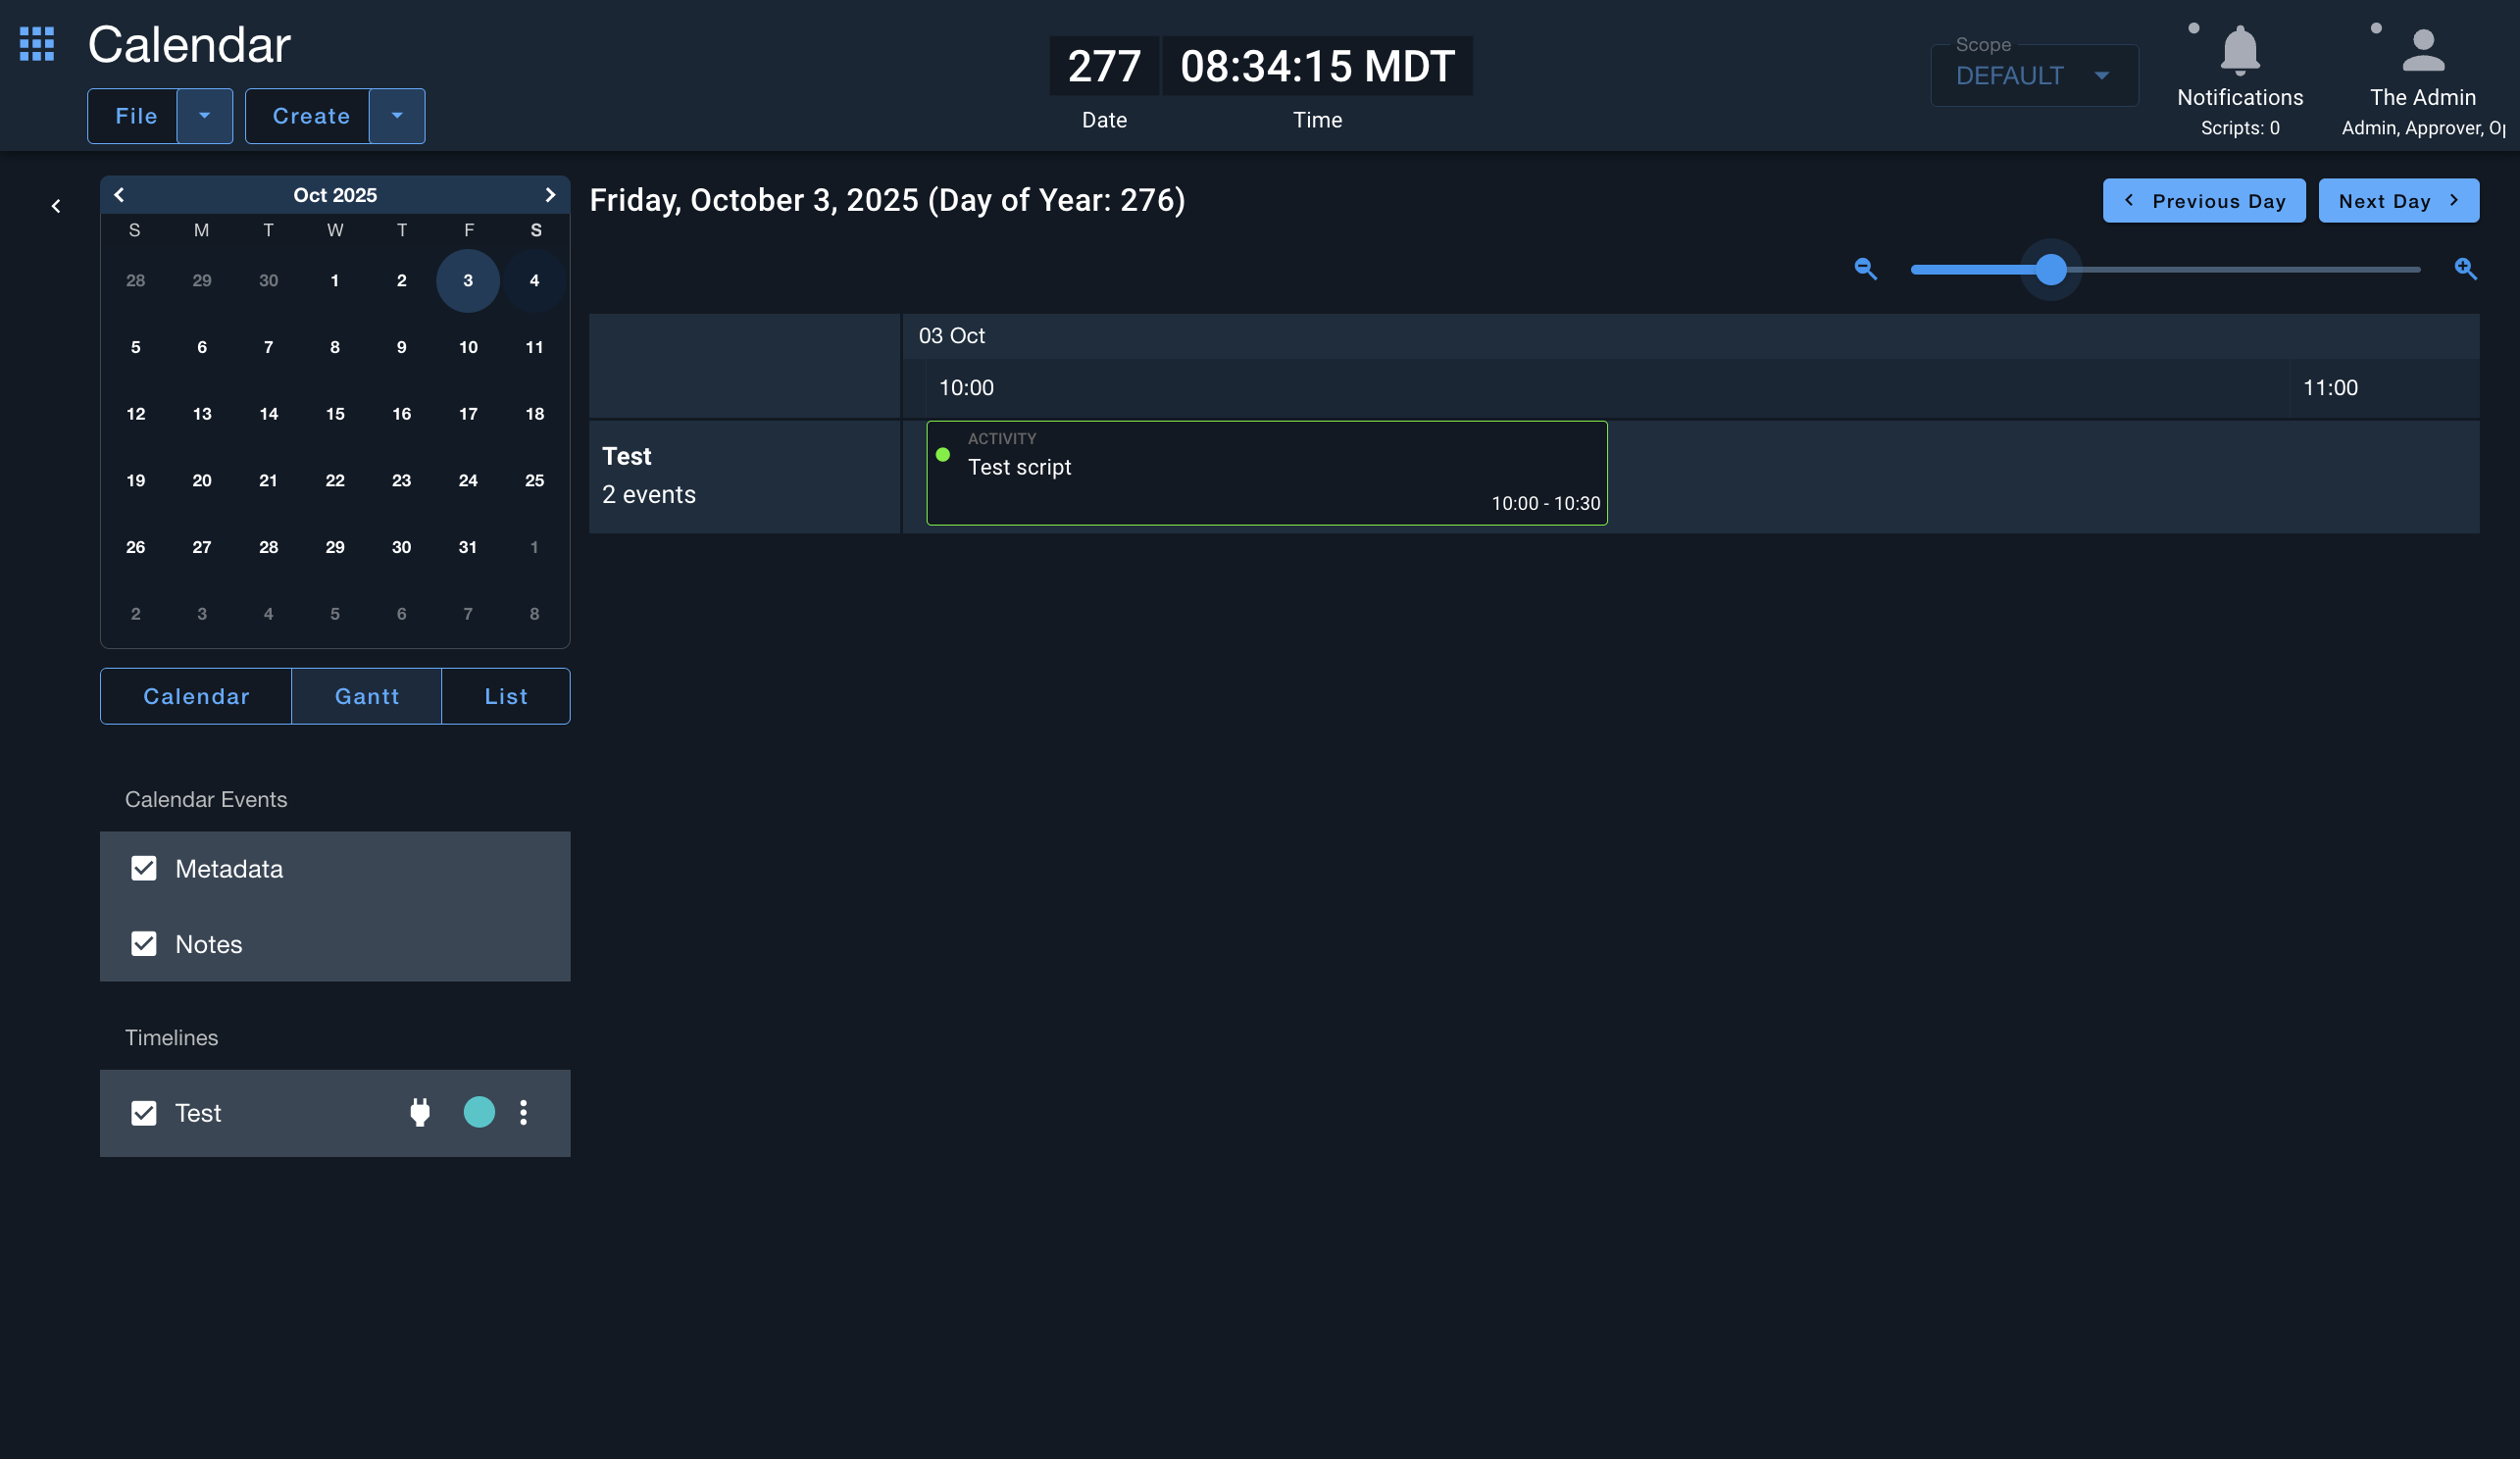 Calendar
File
Create
277
08:34:15 MDT
Date
Time
Scope
DEFAULT
Notifications
Scripts: 0
The Admin
Admin, Approver, Op
Oct 2025
S M T W T F S
28 29 30 1 2 3 4
5 6 7 8 9 10 11
12 13 14 15 16 17 18
19 20 21 22 23 24 25
26 27 28 29 30 31 1
2 3 4 5 6 7 8
Calendar
Gantt
List
Calendar Events
Metadata
Notes
Timelines
Test
Friday, October 3, 2025 (Day of Year: 276)
Previous Day
Next Day
03 Oct
10:00
11:00
Test
2 events
ACTIVITY
Test script
10:00 - 10:30